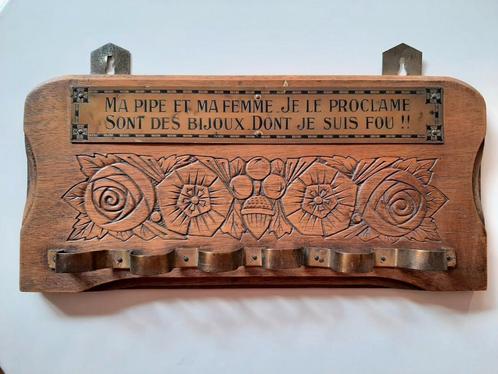 MA PIPE ET MA FEMME. JE LE PROCLAME
SONT DES BIJOUX. DONT JE SUIS FOU !!